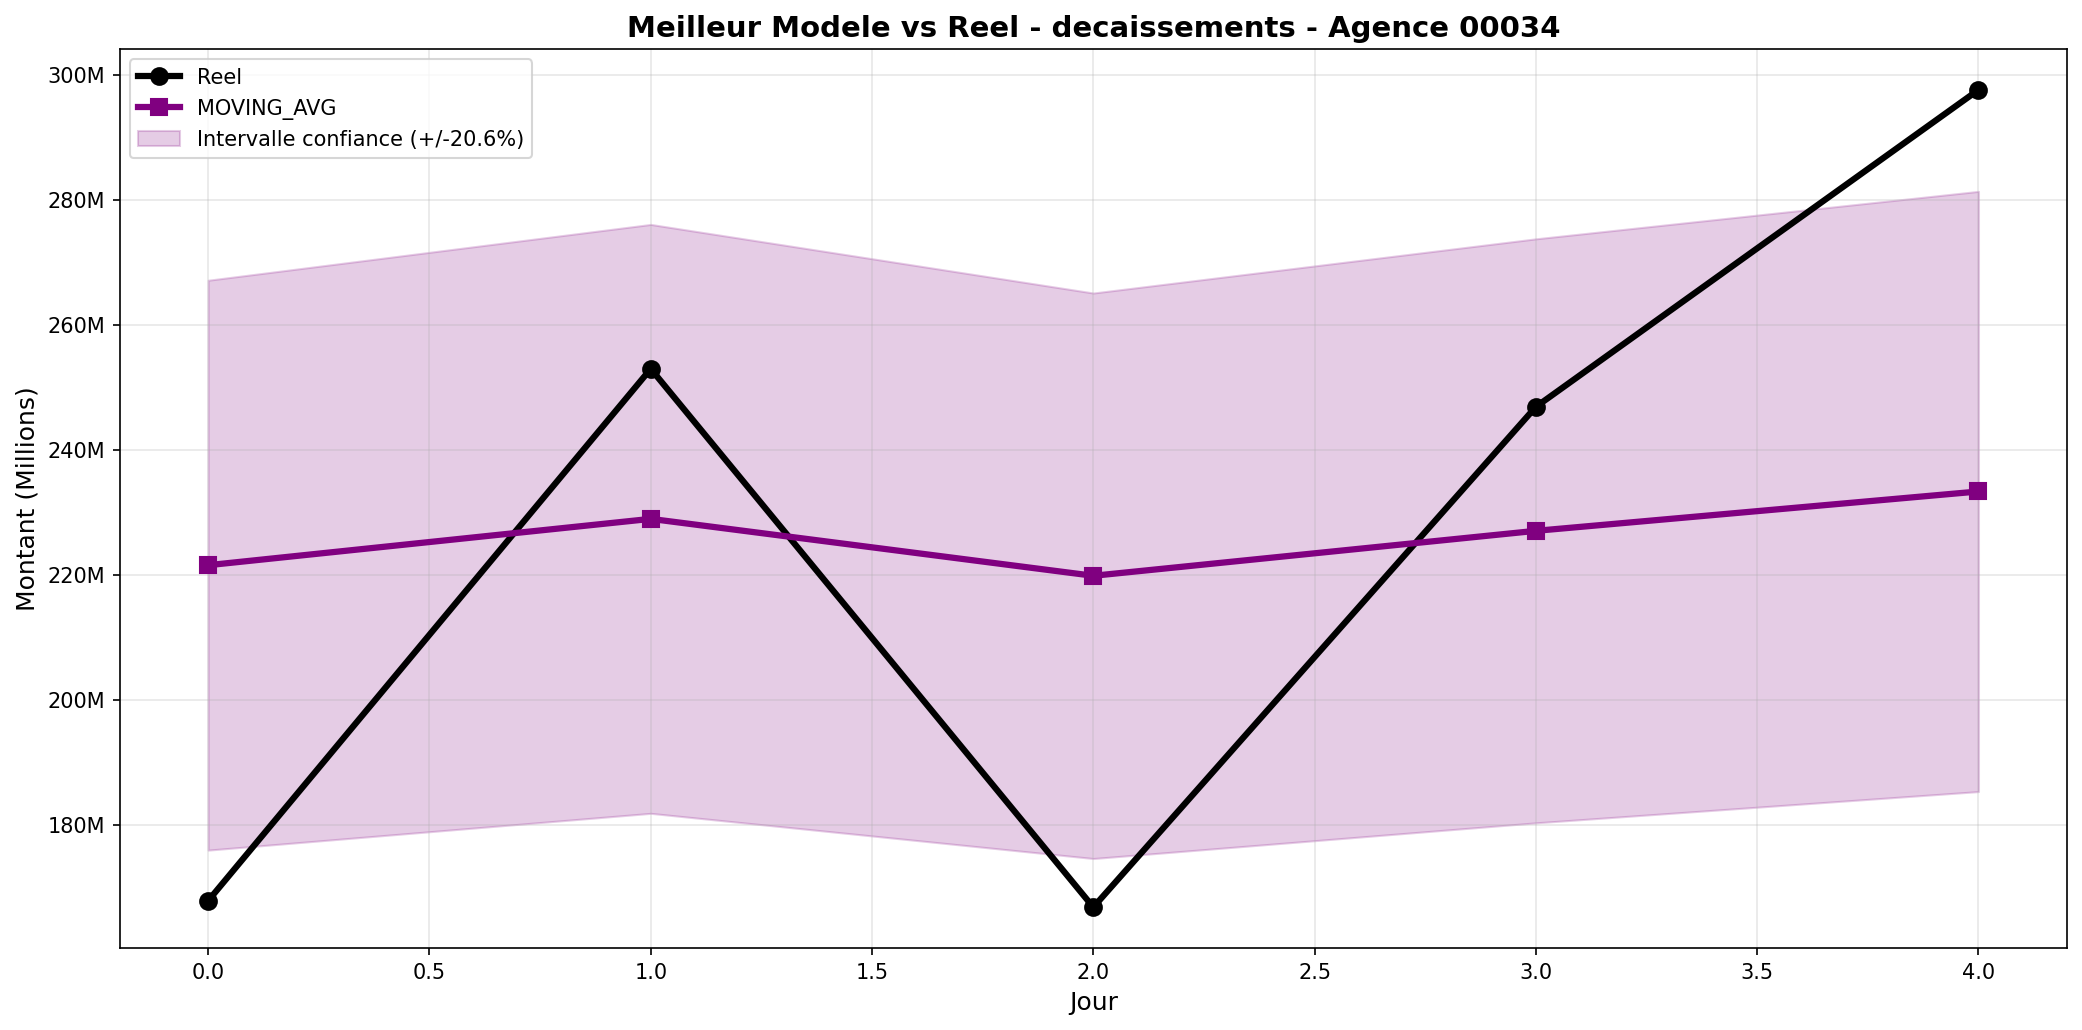 Meilleur Modele vs Reel - decaissements - Agence 00034
Reel
MOVING_AVG
Intervalle confiance (+/-20.6%)
Montant (Millions)
300M
280M
260M
240M
220M
200M
180M
0.0 0.5 1.0 1.5 2.0 2.5 3.0 3.5 4.0
Jour